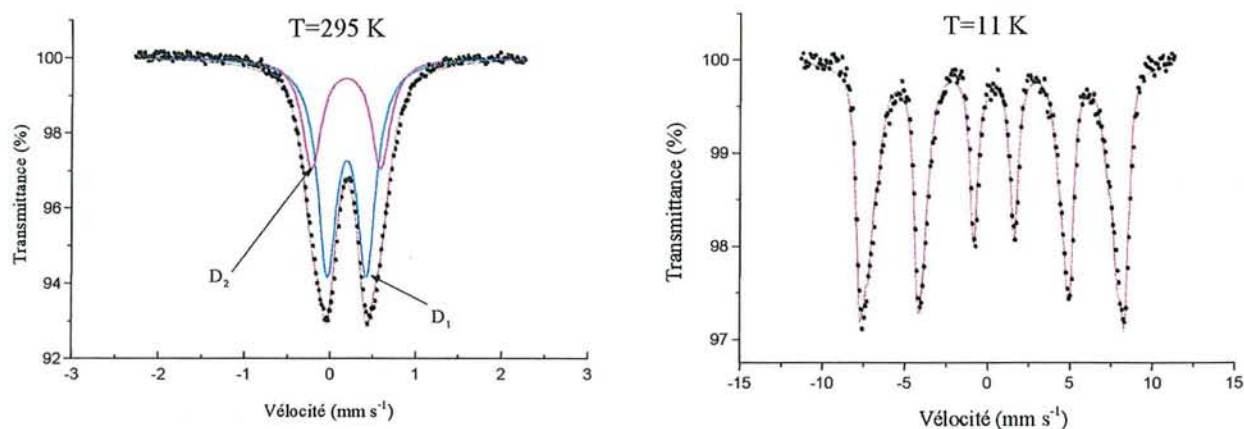 T=295 K
100
98
96
94
92
Transmittance (%)
D₂
D₁
-3
-2
-1
0
1
2
3
Vélocité (mm s⁻¹)
T=11 K
100
99
98
97
Transmittance (%)
-15
-10
-5
0
5
10
15
Vélocité (mm s⁻¹)